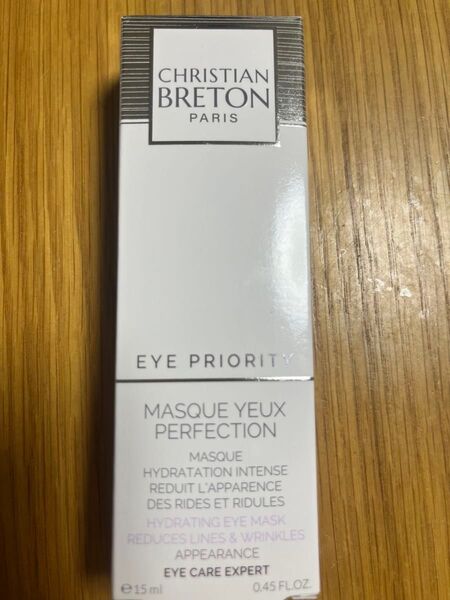 CHRISTIAN
BRETON
PARIS
EYE PRIORITY
MASQUE YEUX
PERFECTION
MASQUE
HYDRATATION INTENSE
REDUIT L'APPARENCE
DES RIDES ET RIDULES
HYDRATING EYE MASK
REDUCES LINES & WRINKLES
APPEARANCE
EYE CARE EXPERT
℮15 ml 0.45 FL.OZ.